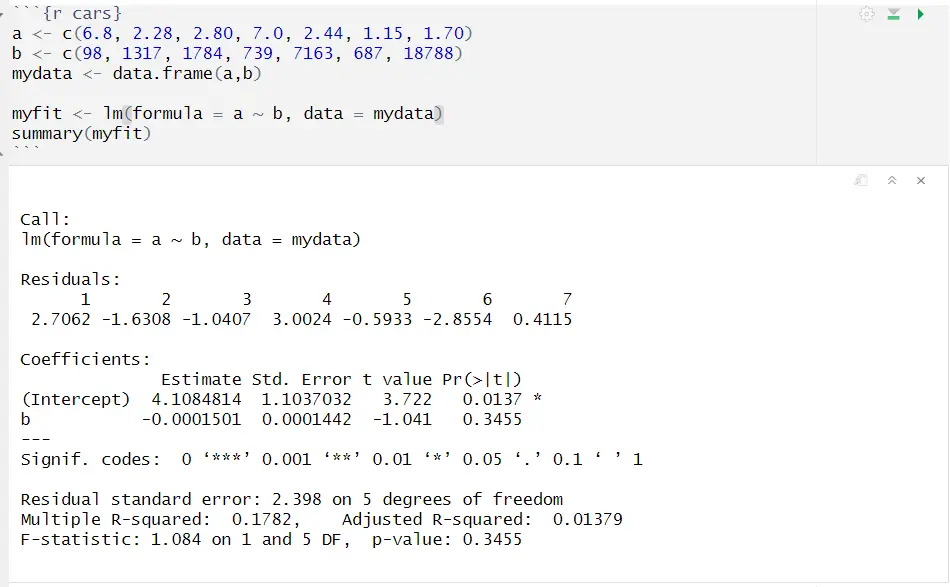 ```{r cars}
a <- c(6.8, 2.28, 2.80, 7.0, 2.44, 1.15, 1.70)
b <- c(98, 1317, 1784, 739, 7163, 687, 18788)
mydata <- data.frame(a,b)
myfit <- lm(formula = a ~ b, data = mydata)
summary(myfit)
```
Call:
lm(formula = a ~ b, data = mydata)
Residuals:
1 2 3 4 5 6 7
2.7062 -1.6308 -1.0407 3.0024 -0.5933 -2.8554 0.4115
Coefficients:
Estimate Std. Error t value Pr(>|t|)
(Intercept) 4.1084814 1.1037032 3.722 0.0137 *
b -0.0001501 0.0001442 -1.041 0.3455
---
Signif. codes: 0 ‘***’ 0.001 ‘**’ 0.01 ‘*’ 0.05 ‘.’ 0.1 ‘ ’ 1
Residual standard error: 2.398 on 5 degrees of freedom
Multiple R-squared: 0.1782, Adjusted R-squared: 0.01379
F-statistic: 1.084 on 1 and 5 DF, p-value: 0.3455